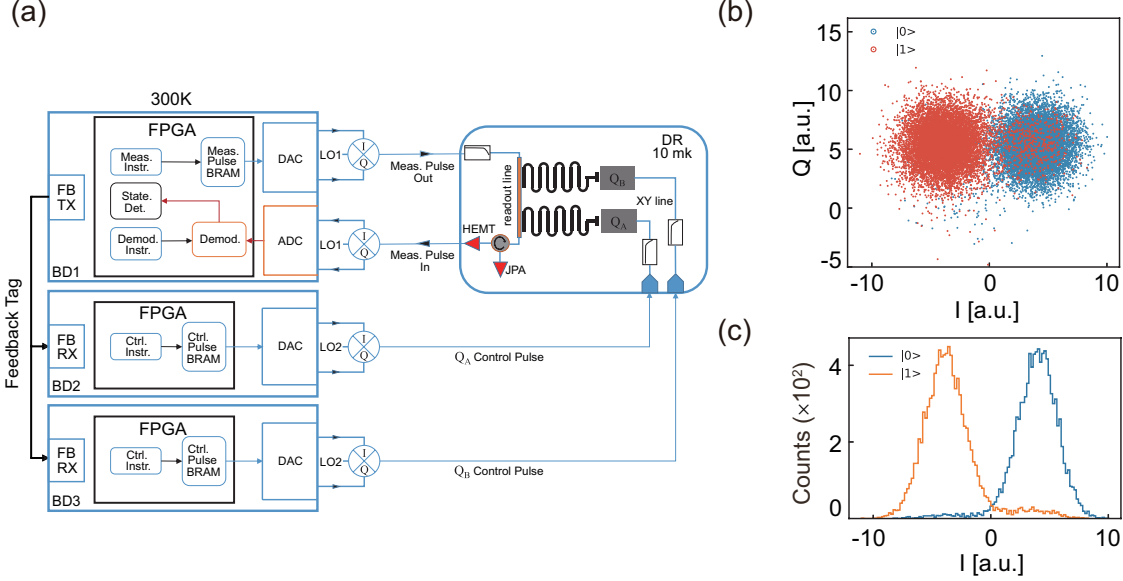 (a)
300K
FPGA
Meas.
Instr.
Meas.
Pulse
BRAM
State.
Det.
Demod.
Instr.
Demod.
DAC
ADC
FB
TX
BD1
LO1
LO1
I
Q
I
Q
Meas. Pulse
Out
Meas. Pulse
In
DR
10 mk
readout line
Q_B
Q_A
XY line
HEMT
JPA
Feedback Tag
FPGA
FB
RX
Ctrl.
Instr.
Ctrl.
Pulse
BRAM
DAC
BD2
LO2
I
Q
Q_A Control Pulse
FPGA
FB
RX
Ctrl.
Instr.
Ctrl.
Pulse
BRAM
DAC
BD3
LO2
I
Q
Q_B Control Pulse
(b)
|0>
|1>
Q [a.u.]
15
10
5
0
-5
-10
0
10
I [a.u.]
(c)
|0>
|1>
Counts (×10²)
4
2
0
-10
0
10
I [a.u.]